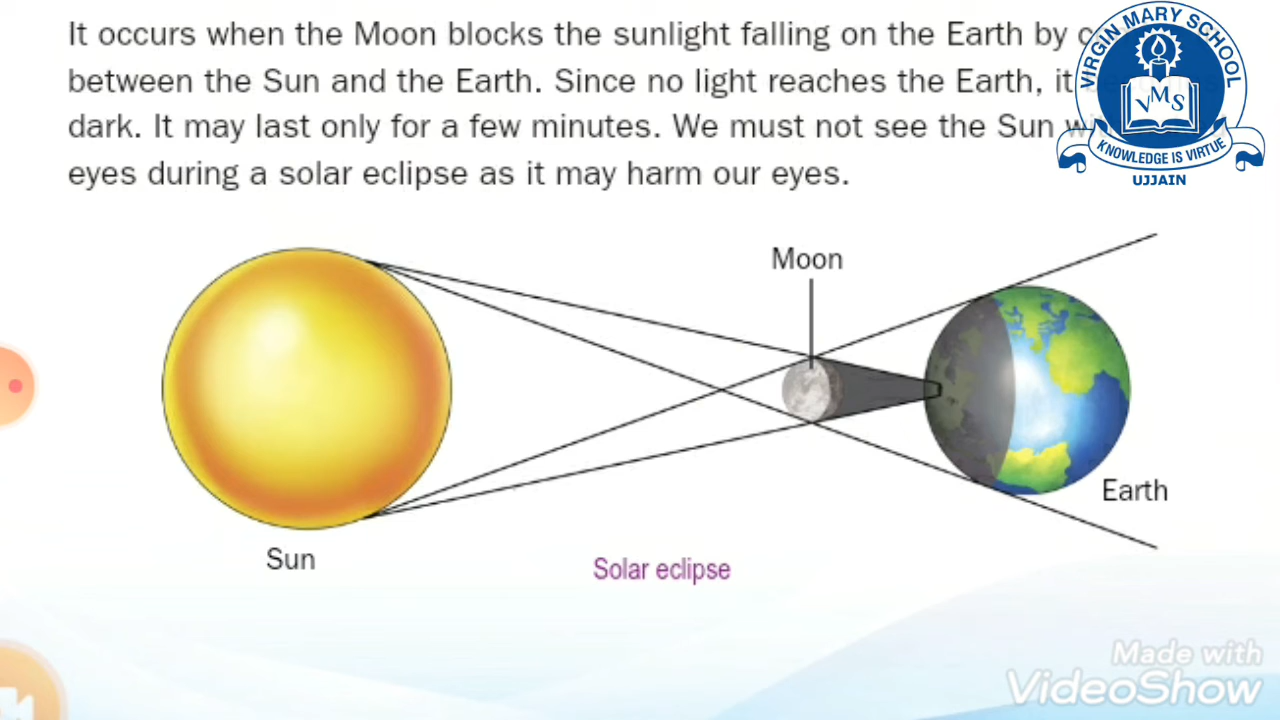 It occurs when the Moon blocks the sunlight falling on the Earth by
between the Sun and the Earth. Since no light reaches the Earth, it
dark. It may last only for a few minutes. We must not see the Sun
eyes during a solar eclipse as it may harm our eyes.
VIRGIN MARY SCHOOL
VMS
KNOWLEDGE IS VIRTUE
UJJAIN
Moon
Earth
Sun
Solar eclipse
Made with
VideoShow